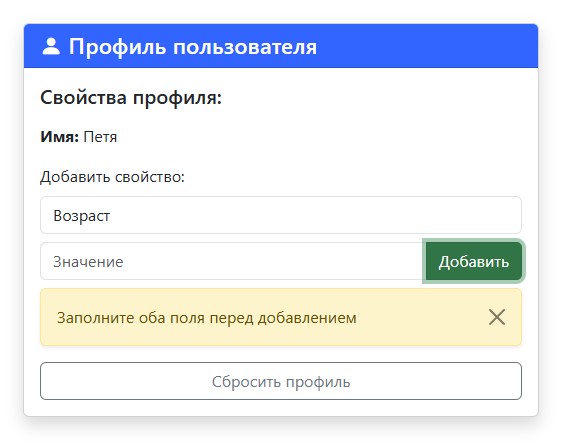 Профиль пользователя
Свойства профиля:
Имя: Петя
Добавить свойство:
Возраст
Значение
Добавить
Заполните оба поля перед добавлением
Сбросить профиль